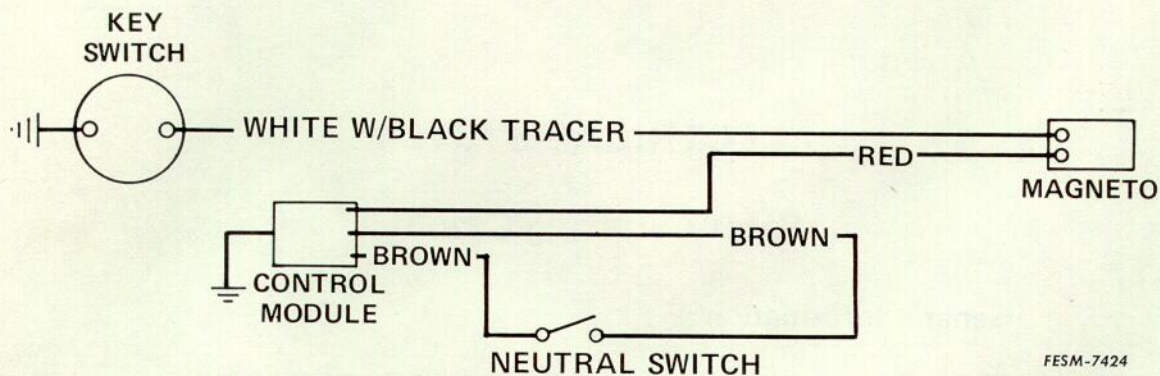 KEY
SWITCH
WHITE W/BLACK TRACER
RED
MAGNETO
BROWN
BROWN
CONTROL
MODULE
NEUTRAL SWITCH
FESM-7424